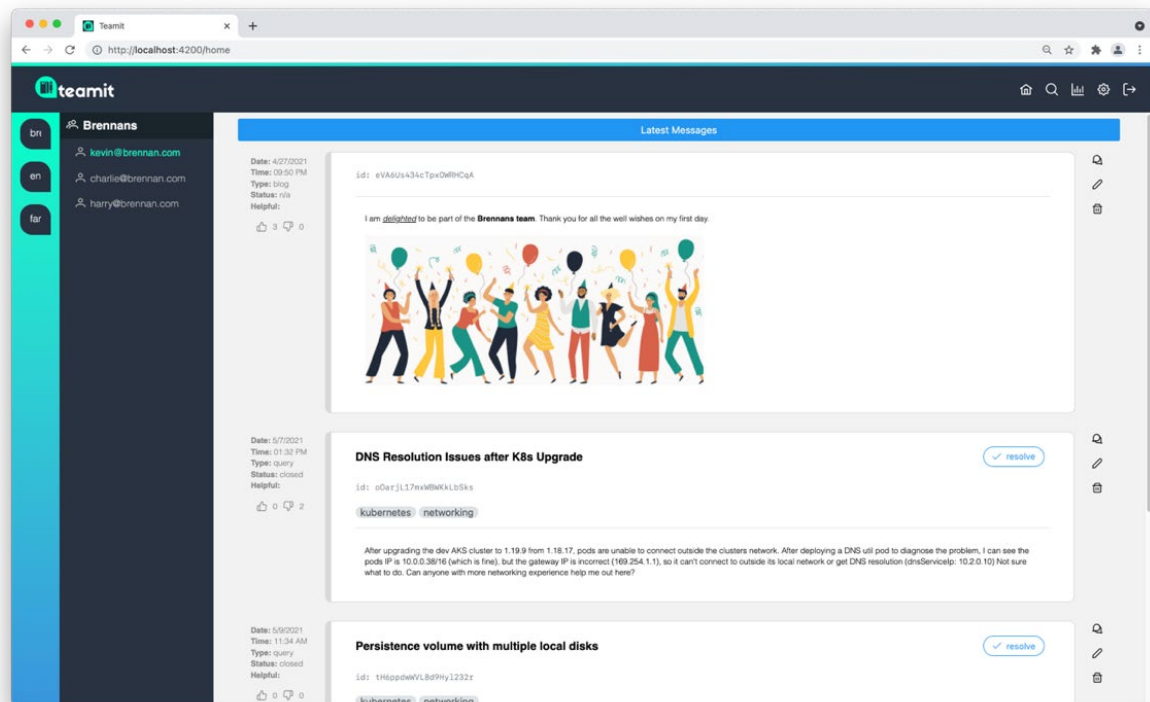 Teamit
http://localhost:4200/home
teamit
bre
en
far
Brennans
kevin@brennan.com
charlie@brennan.com
harry@brennan.com
Latest Messages
Date: 4/27/2021
Time: 09:50 PM
Type: blog
Status: n/a
Helpful:
3 0
id: eVA6Us434cTpxOWRHCqA
I am delighted to be part of the Brennans team. Thank you for all the well wishes on my first day.
Date: 5/7/2021
Time: 01:32 PM
Type: query
Status: closed
Helpful:
0 2
DNS Resolution Issues after K8s Upgrade
resolve
id: oOarjL17mxWBWKkLbSks
kubernetes networking
After upgrading the dev AKS cluster to 1.19.9 from 1.18.17, pods are unable to connect outside the clusters network. After deploying a DNS util pod to diagnose the problem, I can see the
pods IP is 10.0.0.38/16 (which is fine), but the gateway IP is incorrect (169.254.1.1), so it can't connect to outside its local network or get DNS resolution (dnsServiceIp: 10.2.0.10) Not sure
what to do. Can anyone with more networking experience help me out here?
Date: 5/9/2021
Time: 11:34 AM
Type: query
Status: closed
Helpful:
0 0
Persistence volume with multiple local disks
resolve
id: tH6ppdwWVL8d9Hyl232r
kubernetes networking